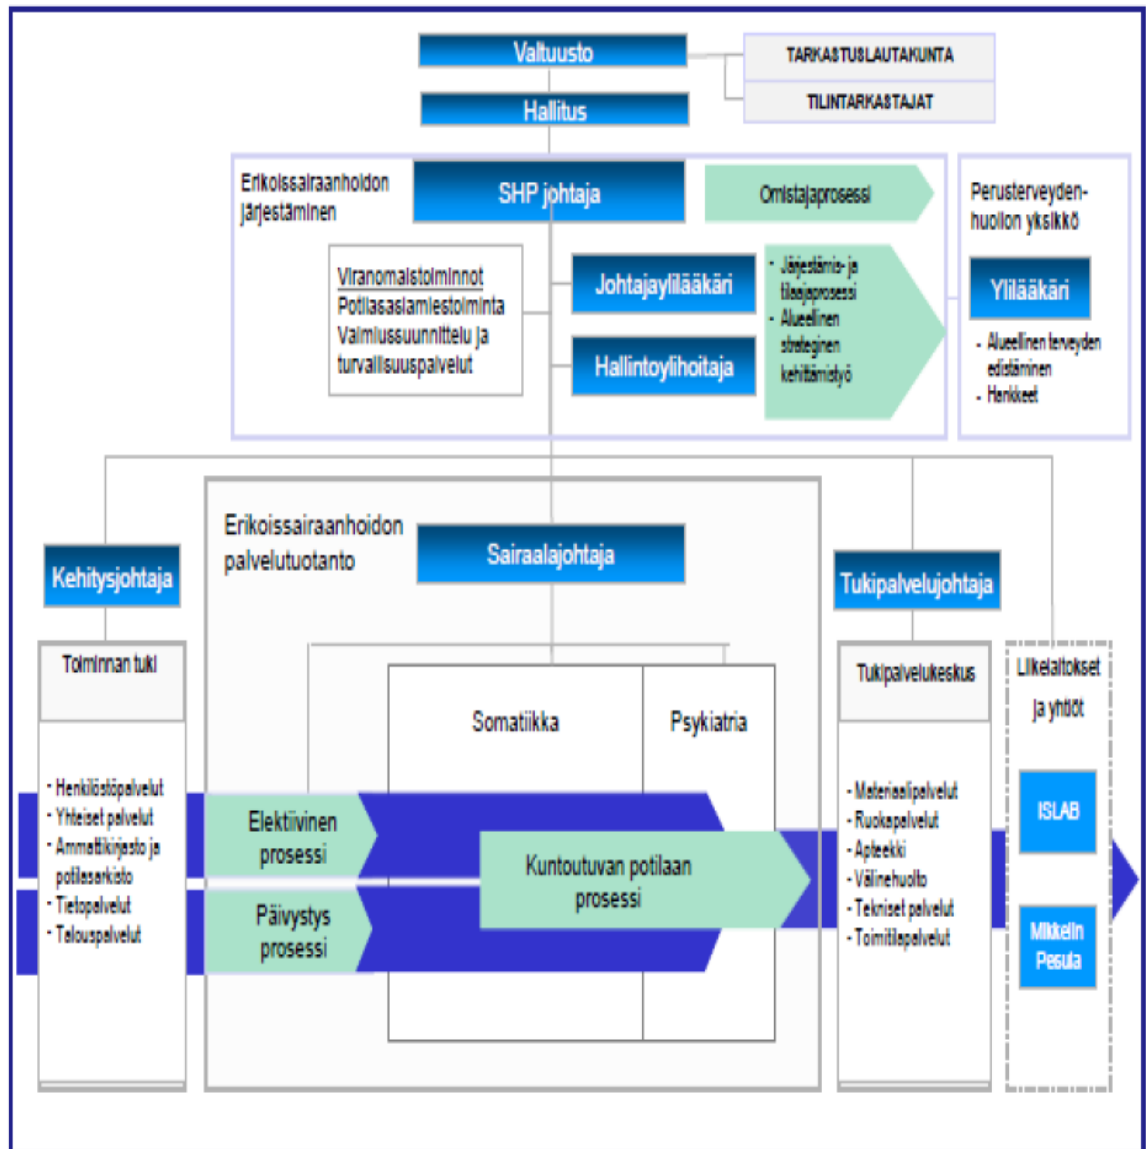 Valtuusto
TARKASTUSLAUTAKUNTA
TILINTARKASTAJAT
Hallitus
Erikoissairaanhoidon
järjestäminen
SHP johtaja
Omistajaprosessi
Perusterveyden-
huollon yksikkö
Viranomaistoiminnot
Potilasasiamiestoiminta
Valmiussuunnittelu ja
turvallisuuspalvelut
Johtajaylilääkäri
Hallintoylihoitaja
- Järjestämis- ja
tilaajaprosessi
- Alueellinen
strateginen
kehittämistyö
Ylilääkäri
- Alueellinen terveyden
edistäminen
- Hankkeet
Erikoissairaanhoidon
palvelutuotanto
Sairaalajohtaja
Kehitysjohtaja
Tukipalvelujohtaja
Toiminnan tuki
- Henkilöstöpalvelut
- Yhteiset palvelut
- Ammattikirjasto ja
potilasarkisto
- Tietopalvelut
- Talouspalvelut
Somatiikka
Psykiatria
Elektiivinen
prosessi
Päivystys
prosessi
Kuntoutuvan potilaan
prosessi
Tukipalvelukeskus
- Materiaalipalvelut
- Ruokapalvelut
- Apteekki
- Välinehuolto
- Tekniset palvelut
- Toimitilapalvelut
Liikelaitokset
ja yhtiöt
ISLAB
Mikkelin
Pesula